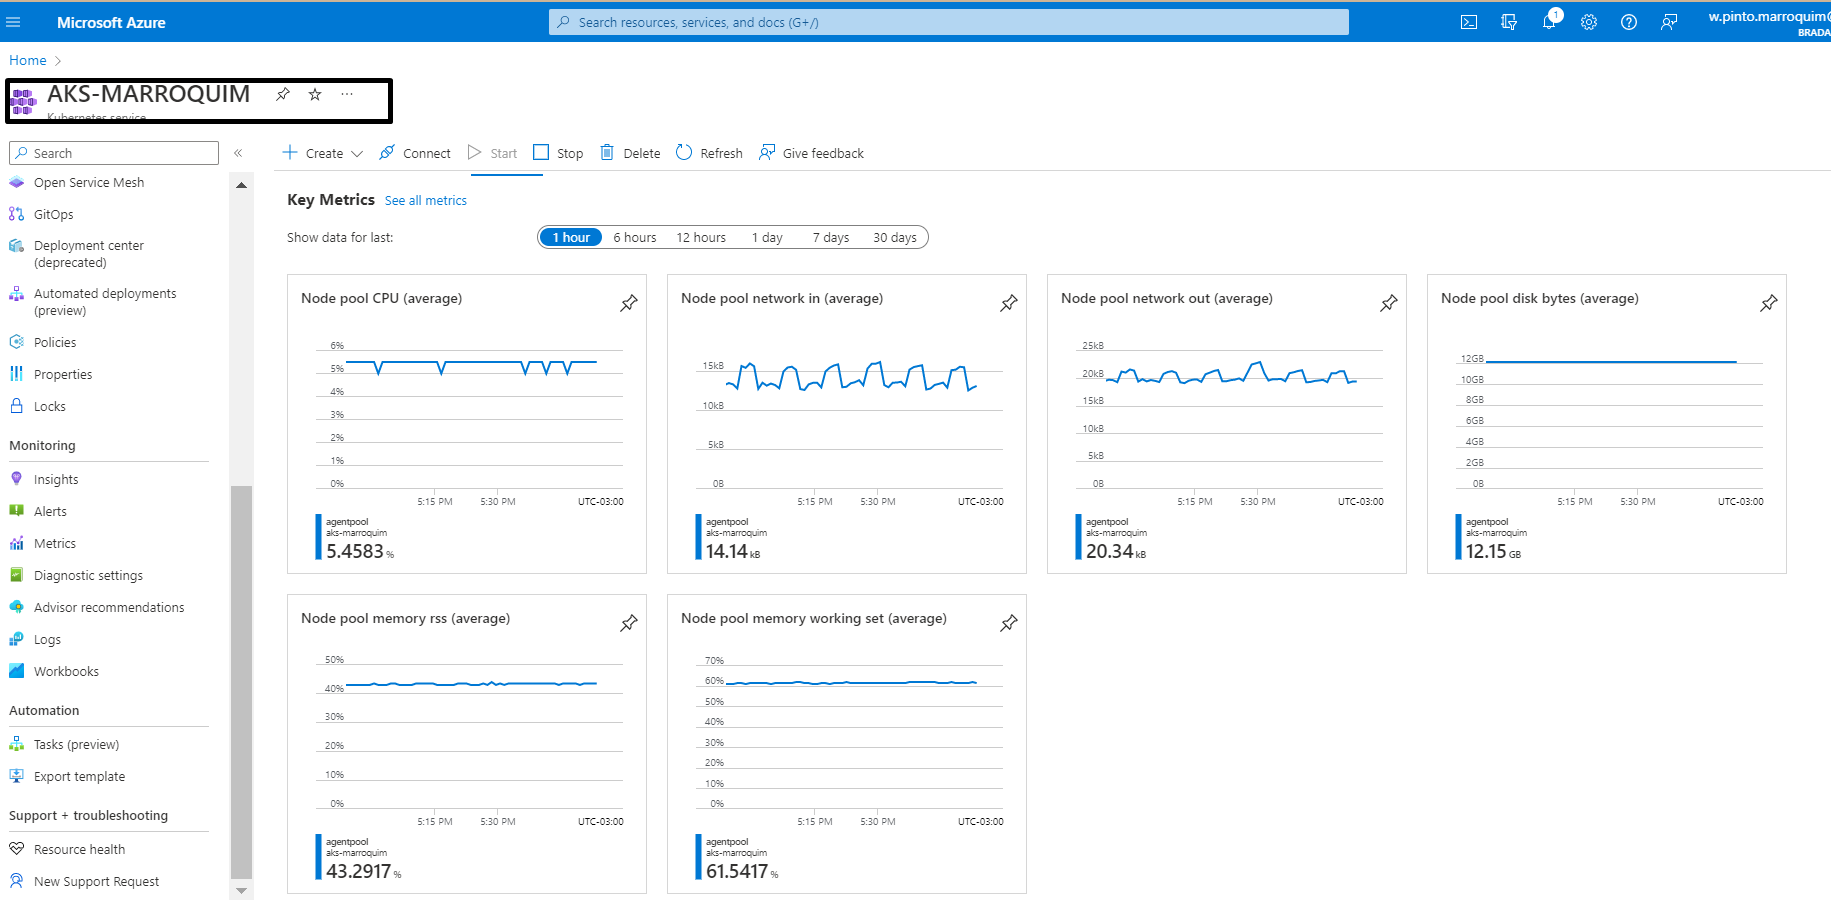 Microsoft Azure
Search resources, services, and docs (G+/)
1
w.pinto.marroquim@
BRADA
Home
AKS-MARROQUIM
Kubernetes service
Search
Create
Connect
Start
Stop
Delete
Refresh
Give feedback
Open Service Mesh
GitOps
Deployment center
(deprecated)
Automated deployments
(preview)
Policies
Properties
Locks
Monitoring
Insights
Alerts
Metrics
Diagnostic settings
Advisor recommendations
Logs
Workbooks
Automation
Tasks (preview)
Export template
Support + troubleshooting
Resource health
New Support Request
Key Metrics See all metrics
Show data for last:
1 hour 6 hours 12 hours 1 day 7 days 30 days
Node pool CPU (average)
6%
5%
4%
3%
2%
1%
0%
5:15 PM 5:30 PM UTC-03:00
agentpool
aks-marroquim
5.4583 %
Node pool network in (average)
15kB
10kB
5kB
0B
5:15 PM 5:30 PM UTC-03:00
agentpool
aks-marroquim
14.14 kB
Node pool network out (average)
25kB
20kB
15kB
10kB
5kB
0B
5:15 PM 5:30 PM UTC-03:00
agentpool
aks-marroquim
20.34 kB
Node pool disk bytes (average)
12GB
10GB
8GB
6GB
4GB
2GB
0B
5:15 PM 5:30 PM UTC-03:00
agentpool
aks-marroquim
12.15 GB
Node pool memory rss (average)
50%
40%
30%
20%
10%
0%
5:15 PM 5:30 PM UTC-03:00
agentpool
aks-marroquim
43.2917 %
Node pool memory working set (average)
70%
60%
50%
40%
30%
20%
10%
0%
5:15 PM 5:30 PM UTC-03:00
agentpool
aks-marroquim
61.5417 %